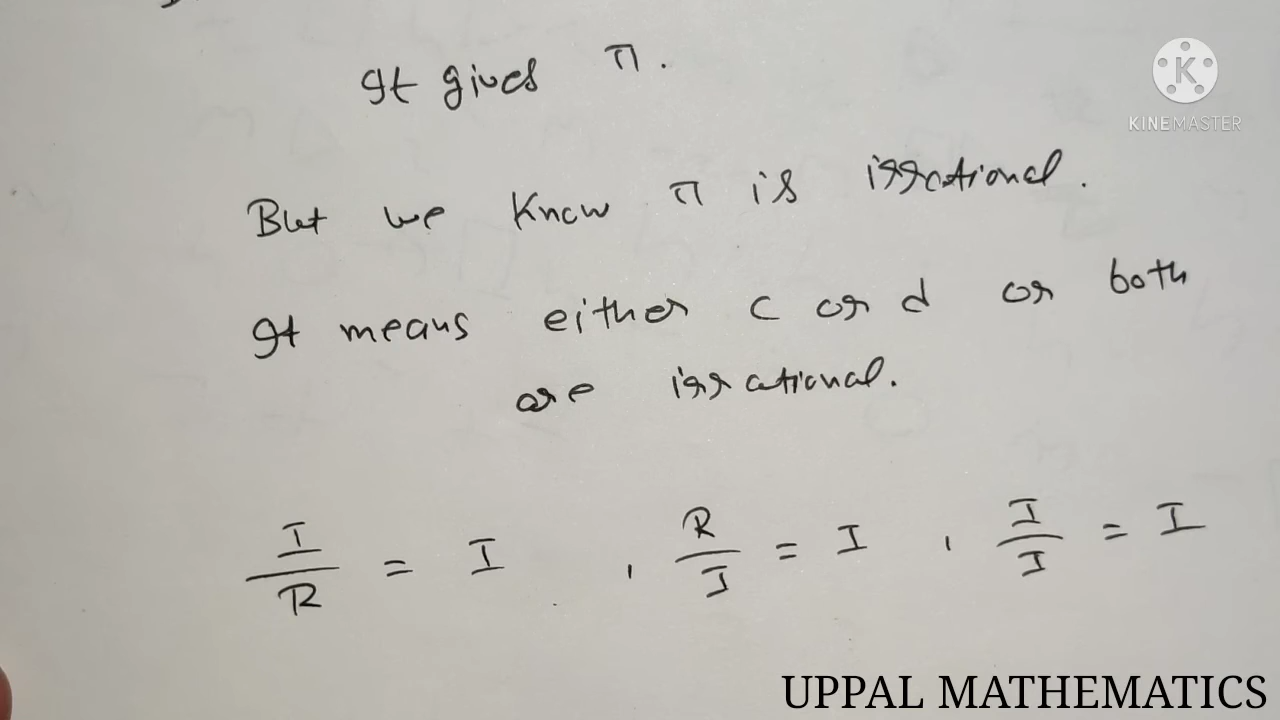 It gives π.
K
KINEMASTER
But we know π is irrational.
It means either c or d or both
are irrational.
I/R = I , R/I = I , I/I = I
UPPAL MATHEMATICS